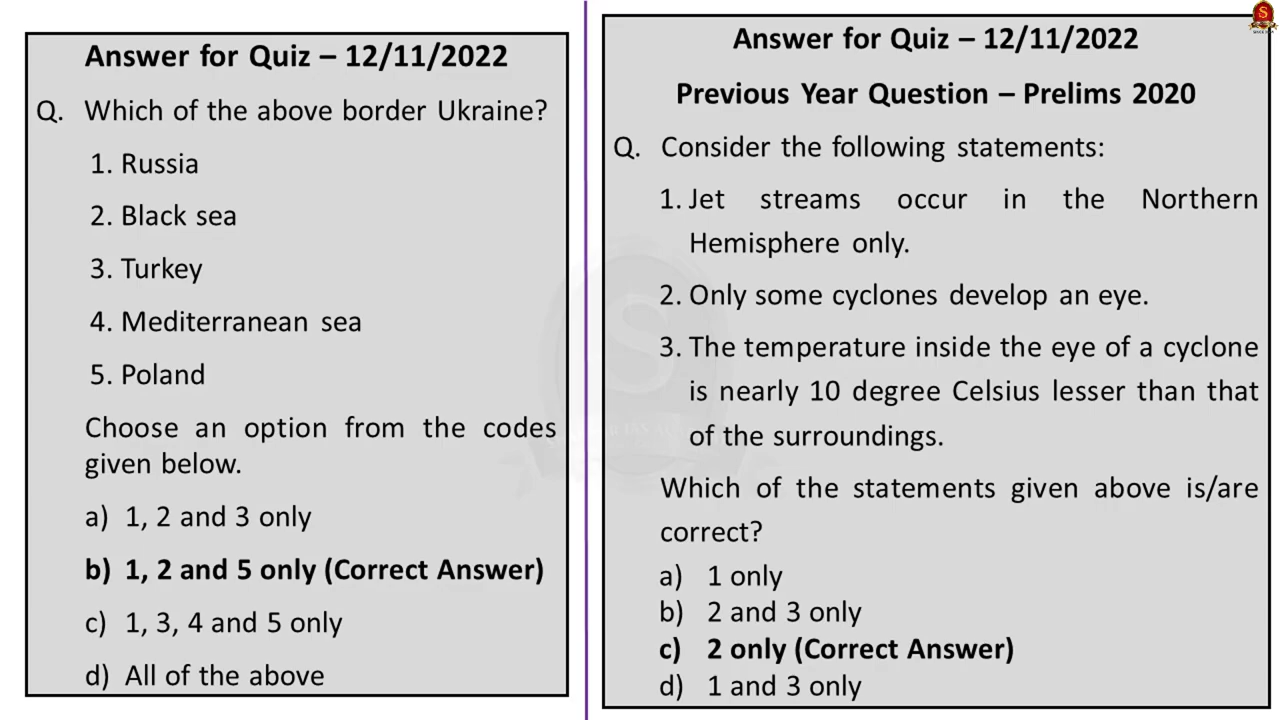 Answer for Quiz – 12/11/2022
Q. Which of the above border Ukraine?
1. Russia
2. Black sea
3. Turkey
4. Mediterranean sea
5. Poland
Choose an option from the codes
given below.
a) 1, 2 and 3 only
b) 1, 2 and 5 only (Correct Answer)
c) 1, 3, 4 and 5 only
d) All of the above
Answer for Quiz – 12/11/2022
Previous Year Question – Prelims 2020
Q. Consider the following statements:
1. Jet streams occur in the Northern
Hemisphere only.
2. Only some cyclones develop an eye.
3. The temperature inside the eye of a cyclone
is nearly 10 degree Celsius lesser than that
of the surroundings.
Which of the statements given above is/are
correct?
a) 1 only
b) 2 and 3 only
c) 2 only (Correct Answer)
d) 1 and 3 only
S